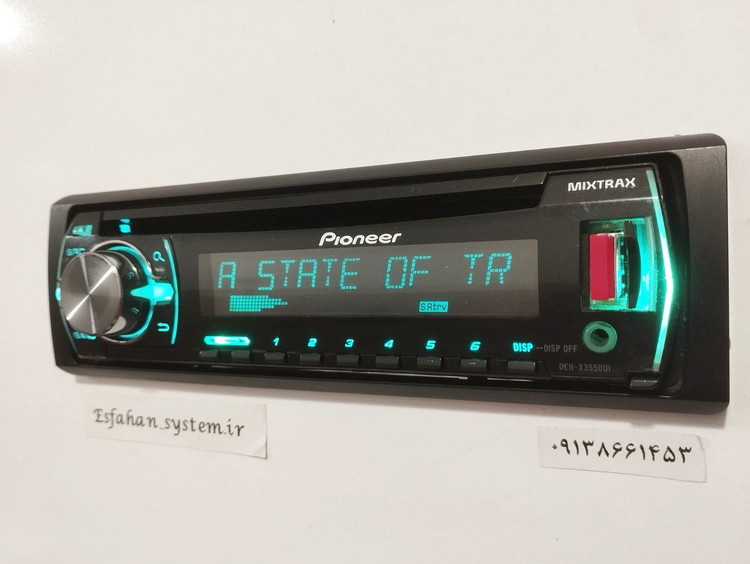 MIXTRAX
Pioneer
A STATE OF TR
S.Rtrv
1 2 3 4 5 6 DISP DISP OFF
DEH-X3550UI
Esfahan_system.ir
۰۹۱۳۸۶۶۱۴۵۳